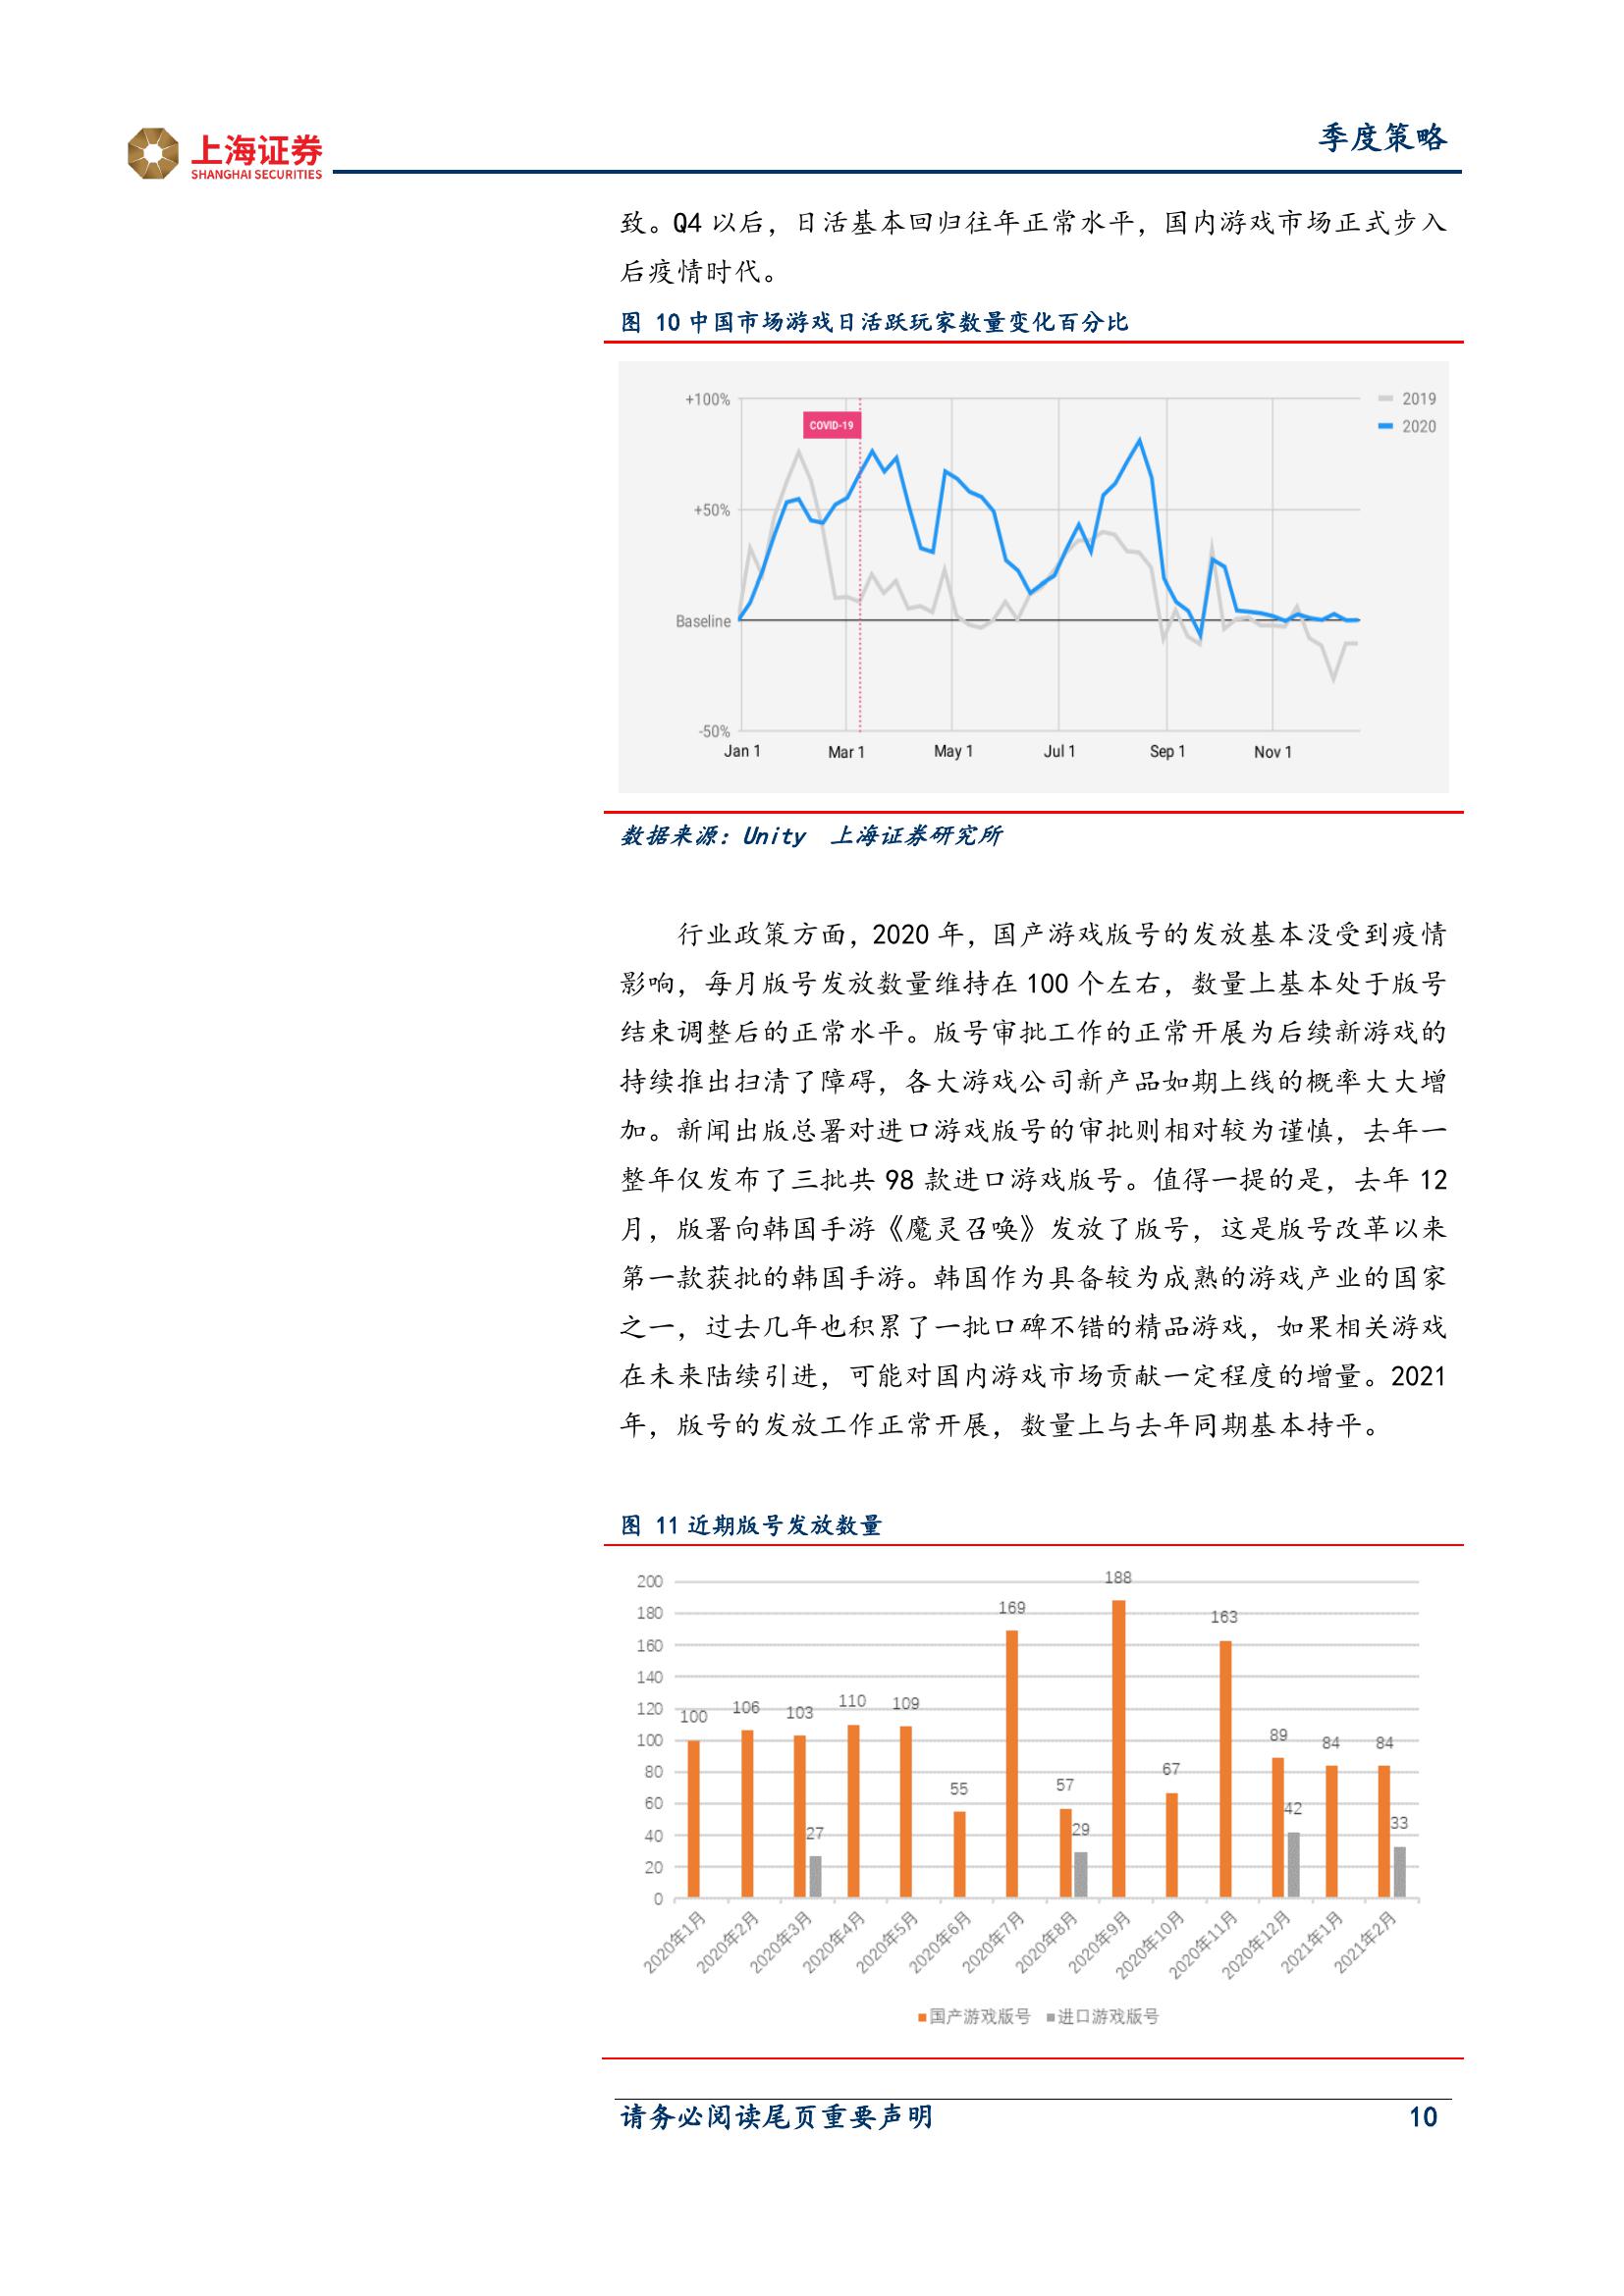 上海证券
SHANGHAI SECURITIES
季度策略
致。Q4 以后，日活基本回归往年正常水平，国内游戏市场正式步入
后疫情时代。
图 10 中国市场游戏日活跃玩家数量变化百分比
+100%
+50%
Baseline
-50%
COVID-19
2019
2020
Jan 1 Mar 1 May 1 Jul 1 Sep 1 Nov 1
数据来源：Unity 上海证券研究所
行业政策方面，2020 年，国产游戏版号的发放基本没受到疫情
影响，每月版号发放数量维持在 100 个左右，数量上基本处于版号
结束调整后的正常水平。版号审批工作的正常开展为后续新游戏的
持续推出扫清了障碍，各大游戏公司新产品如期上线的概率大大增
加。新闻出版总署对进口游戏版号的审批则相对较为谨慎，去年一
整年仅发布了三批共 98 款进口游戏版号。值得一提的是，去年 12
月，版署向韩国手游《魔灵召唤》发放了版号，这是版号改革以来
第一款获批的韩国手游。韩国作为具备较为成熟的游戏产业的国家
之一，过去几年也积累了一批口碑不错的精品游戏，如果相关游戏
在未来陆续引进，可能对国内游戏市场贡献一定程度的增量。2021
年，版号的发放工作正常开展，数量上与去年同期基本持平。
图 11 近期版号发放数量
200
180
160
140
120
100
80
60
40
20
0
100 106 103 110 109 55 169 57 188 67 163 89 84 84
27 29 42 33
2020年1月 2020年2月 2020年3月 2020年4月 2020年5月 2020年6月 2020年7月 2020年8月 2020年9月 2020年10月 2020年11月 2020年12月 2021年1月 2021年2月
国产游戏版号 进口游戏版号
请务必阅读尾页重要声明 10